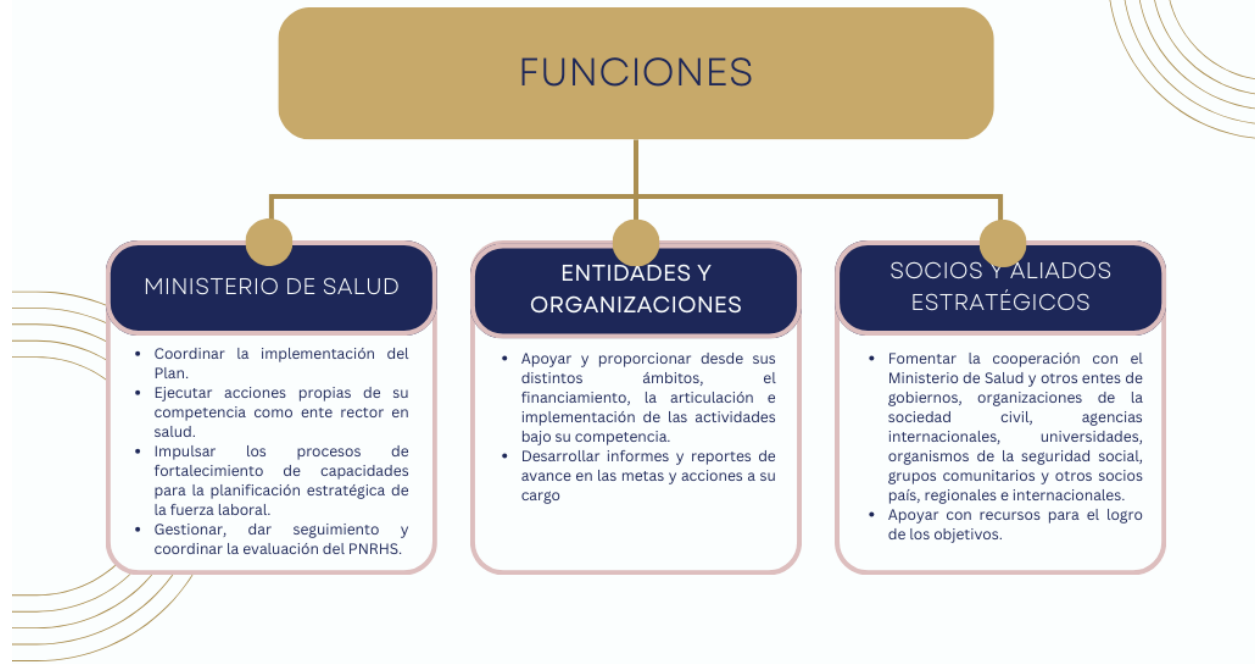 FUNCIONES
MINISTERIO DE SALUD
• Coordinar la implementación del
Plan.
• Ejecutar acciones propias de su
competencia como ente rector en
salud.
• Impulsar los procesos de
fortalecimiento de capacidades
para la planificación estratégica de
la fuerza laboral.
• Gestionar, dar seguimiento y
coordinar la evaluación del PNRHS.
ENTIDADES Y
ORGANIZACIONES
• Apoyar y proporcionar desde sus
distintos ámbitos, el
financiamiento, la articulación e
implementación de las actividades
bajo su competencia.
• Desarrollar informes y reportes de
avance en las metas y acciones a su
cargo
SOCIOS Y ALIADOS
ESTRATÉGICOS
• Fomentar la cooperación con el
Ministerio de Salud y otros entes de
gobiernos, organizaciones de la
sociedad civil, agencias
internacionales, universidades,
organismos de la seguridad social,
grupos comunitarios y otros socios
país, regionales e internacionales.
• Apoyar con recursos para el logro
de los objetivos.